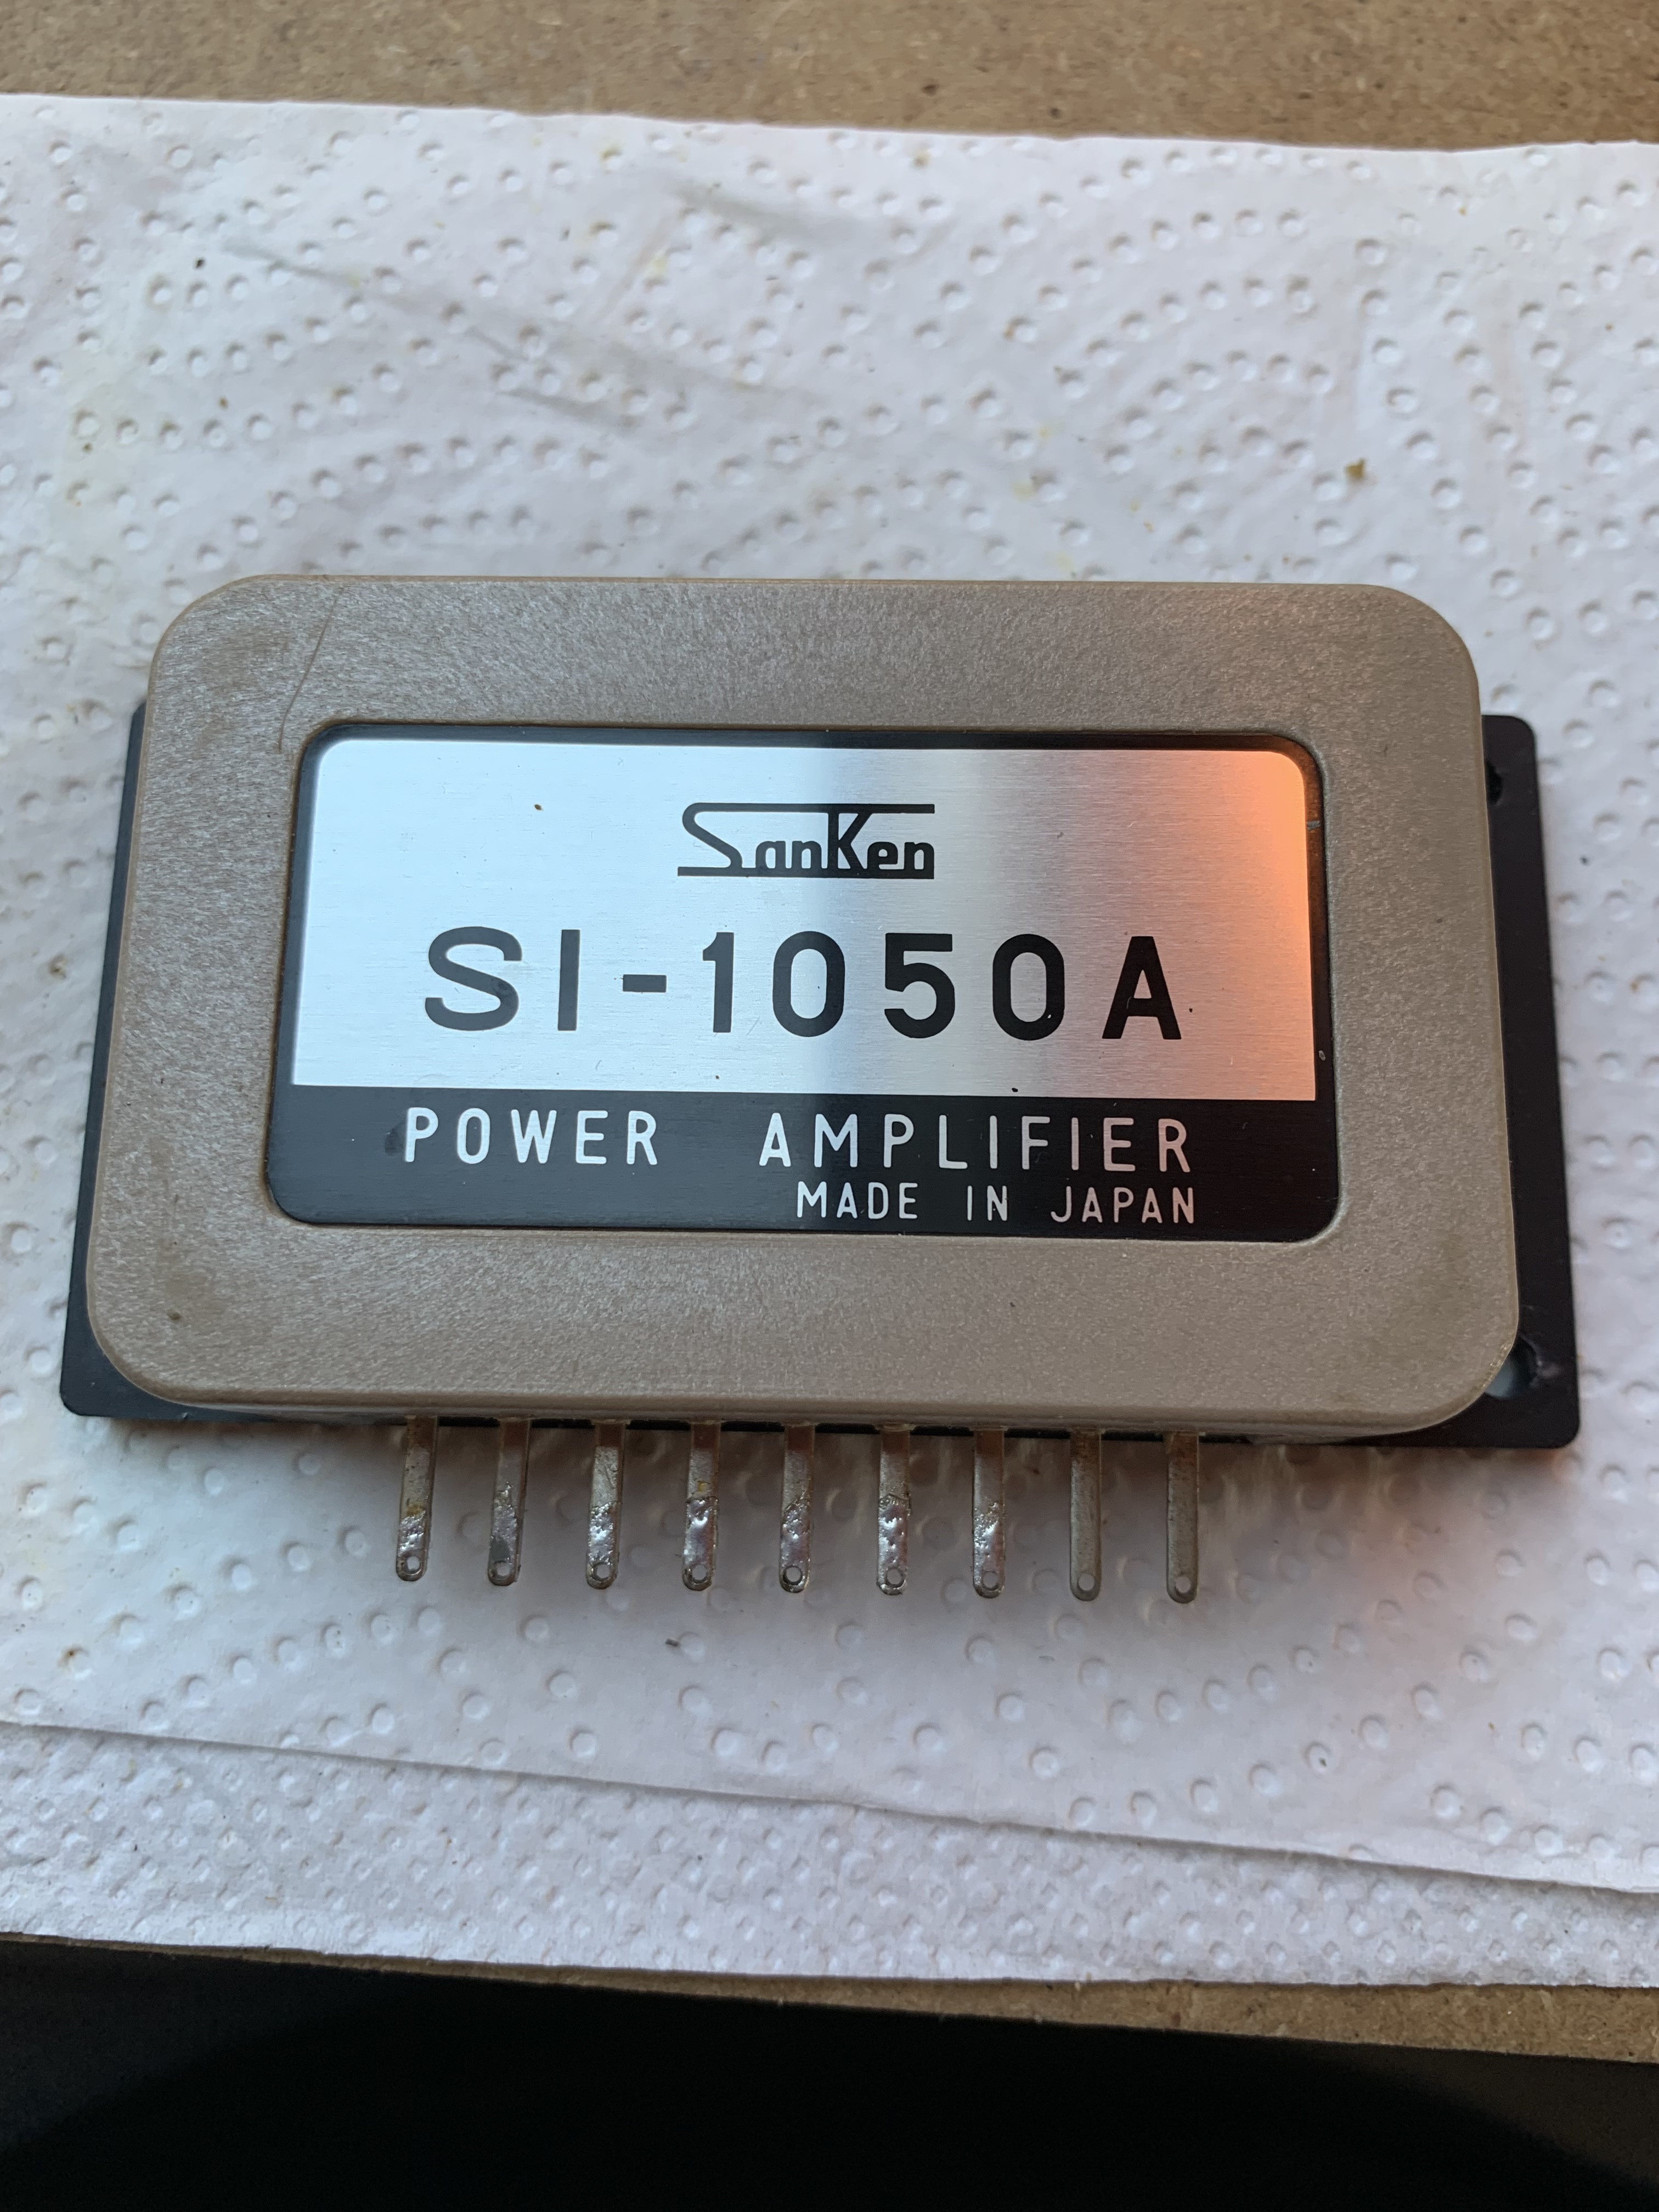 SanKen
SI-1050A
POWER AMPLIFIER
MADE IN JAPAN